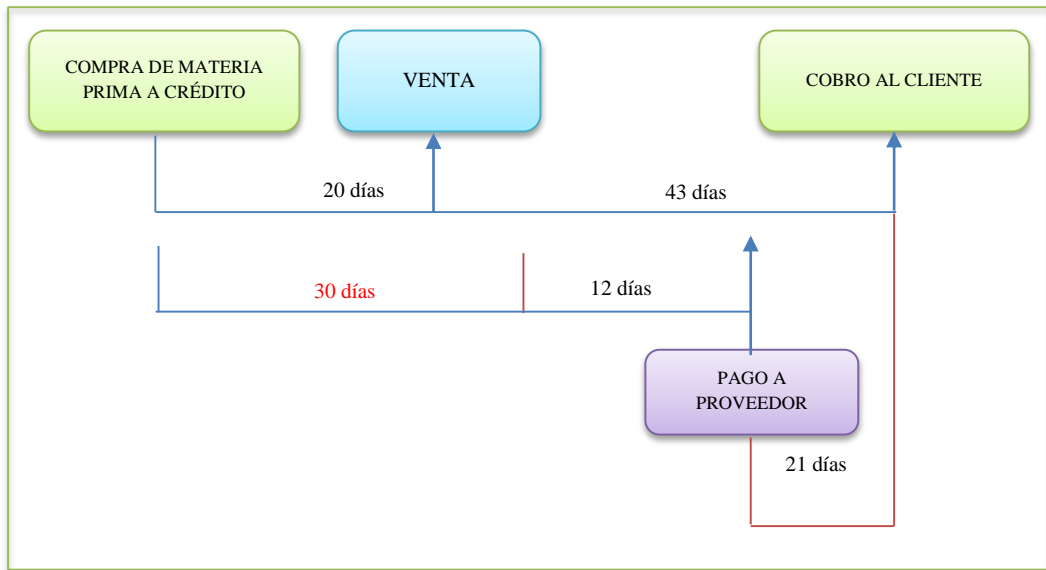 COMPRA DE MATERIA
PRIMA A CRÉDITO
VENTA
COBRO AL CLIENTE
20 días
43 días
30 días
12 días
PAGO A
PROVEEDOR
21 días